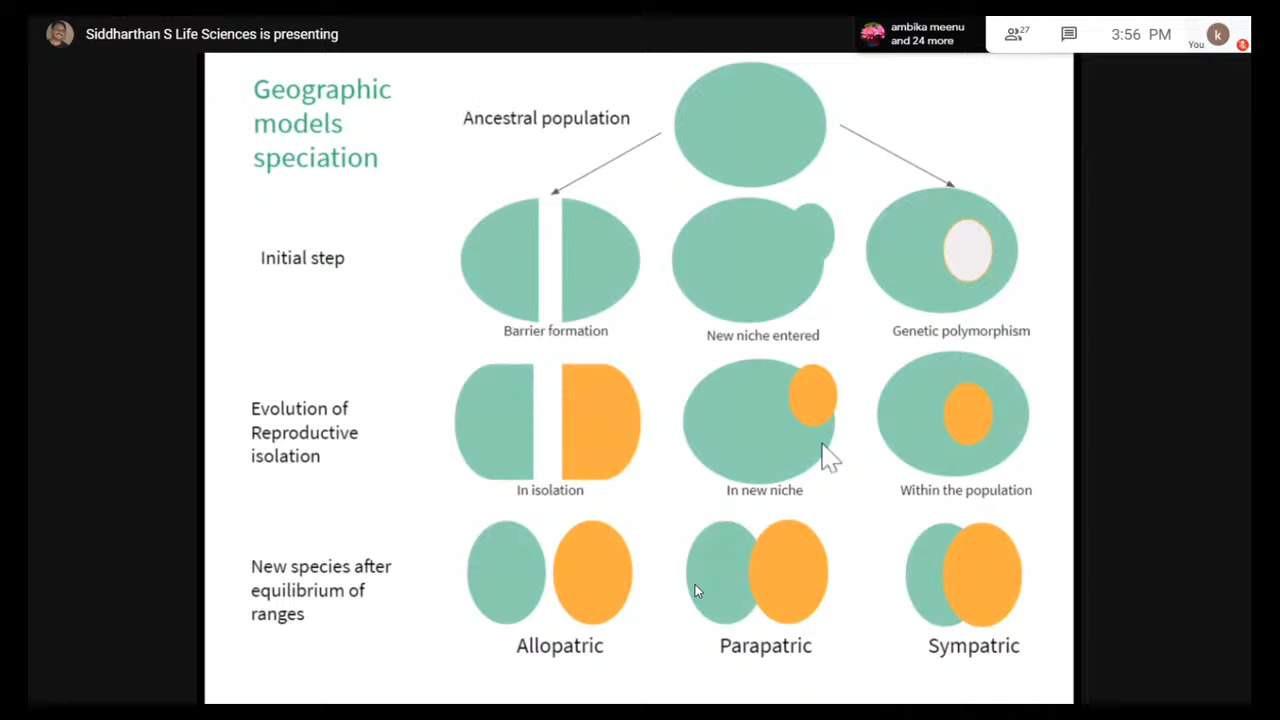 Siddharthan S Life Sciences is presenting
ambika meenu
and 24 more
27
You
k
3:56 PM
Geographic
models
speciation
Ancestral population
Initial step
Barrier formation
New niche entered
Genetic polymorphism
Evolution of
Reproductive
isolation
In isolation
In new niche
Within the population
New species after
equilibrium of
ranges
Allopatric
Parapatric
Sympatric